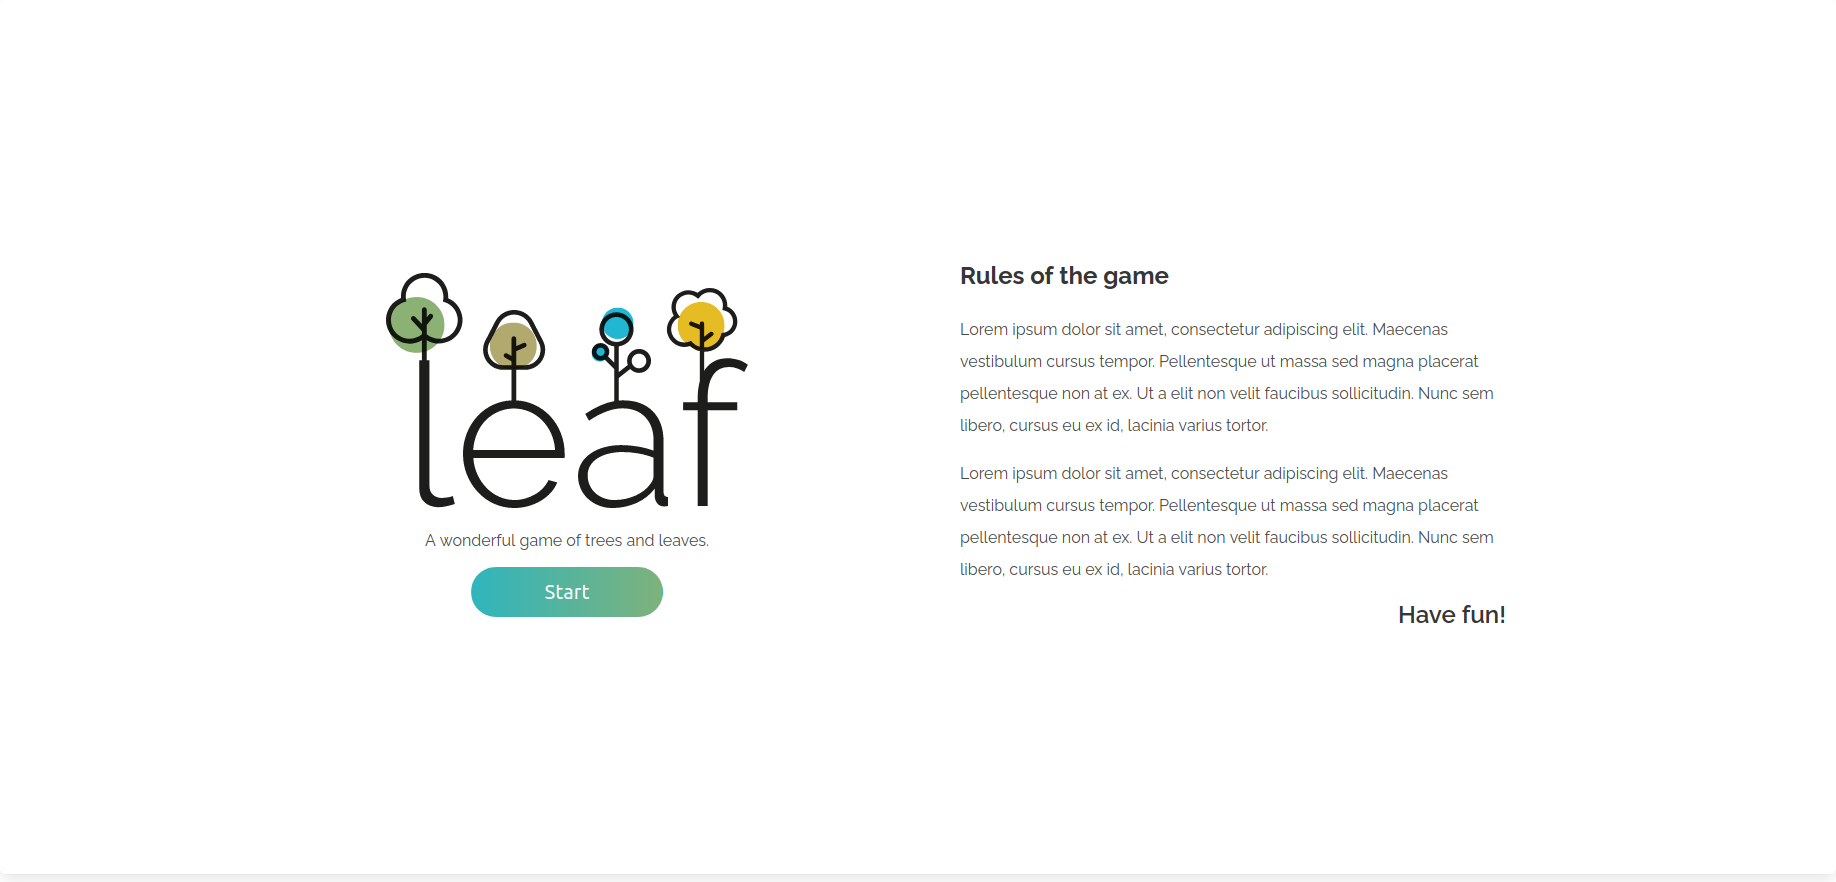 leaf
A wonderful game of trees and leaves.
Start
Rules of the game
Lorem ipsum dolor sit amet, consectetur adipiscing elit. Maecenas
vestibulum cursus tempor. Pellentesque ut massa sed magna placerat
pellentesque non at ex. Ut a elit non velit faucibus sollicitudin. Nunc sem
libero, cursus eu ex id, lacinia varius tortor.
Lorem ipsum dolor sit amet, consectetur adipiscing elit. Maecenas
vestibulum cursus tempor. Pellentesque ut massa sed magna placerat
pellentesque non at ex. Ut a elit non velit faucibus sollicitudin. Nunc sem
libero, cursus eu ex id, lacinia varius tortor.
Have fun!